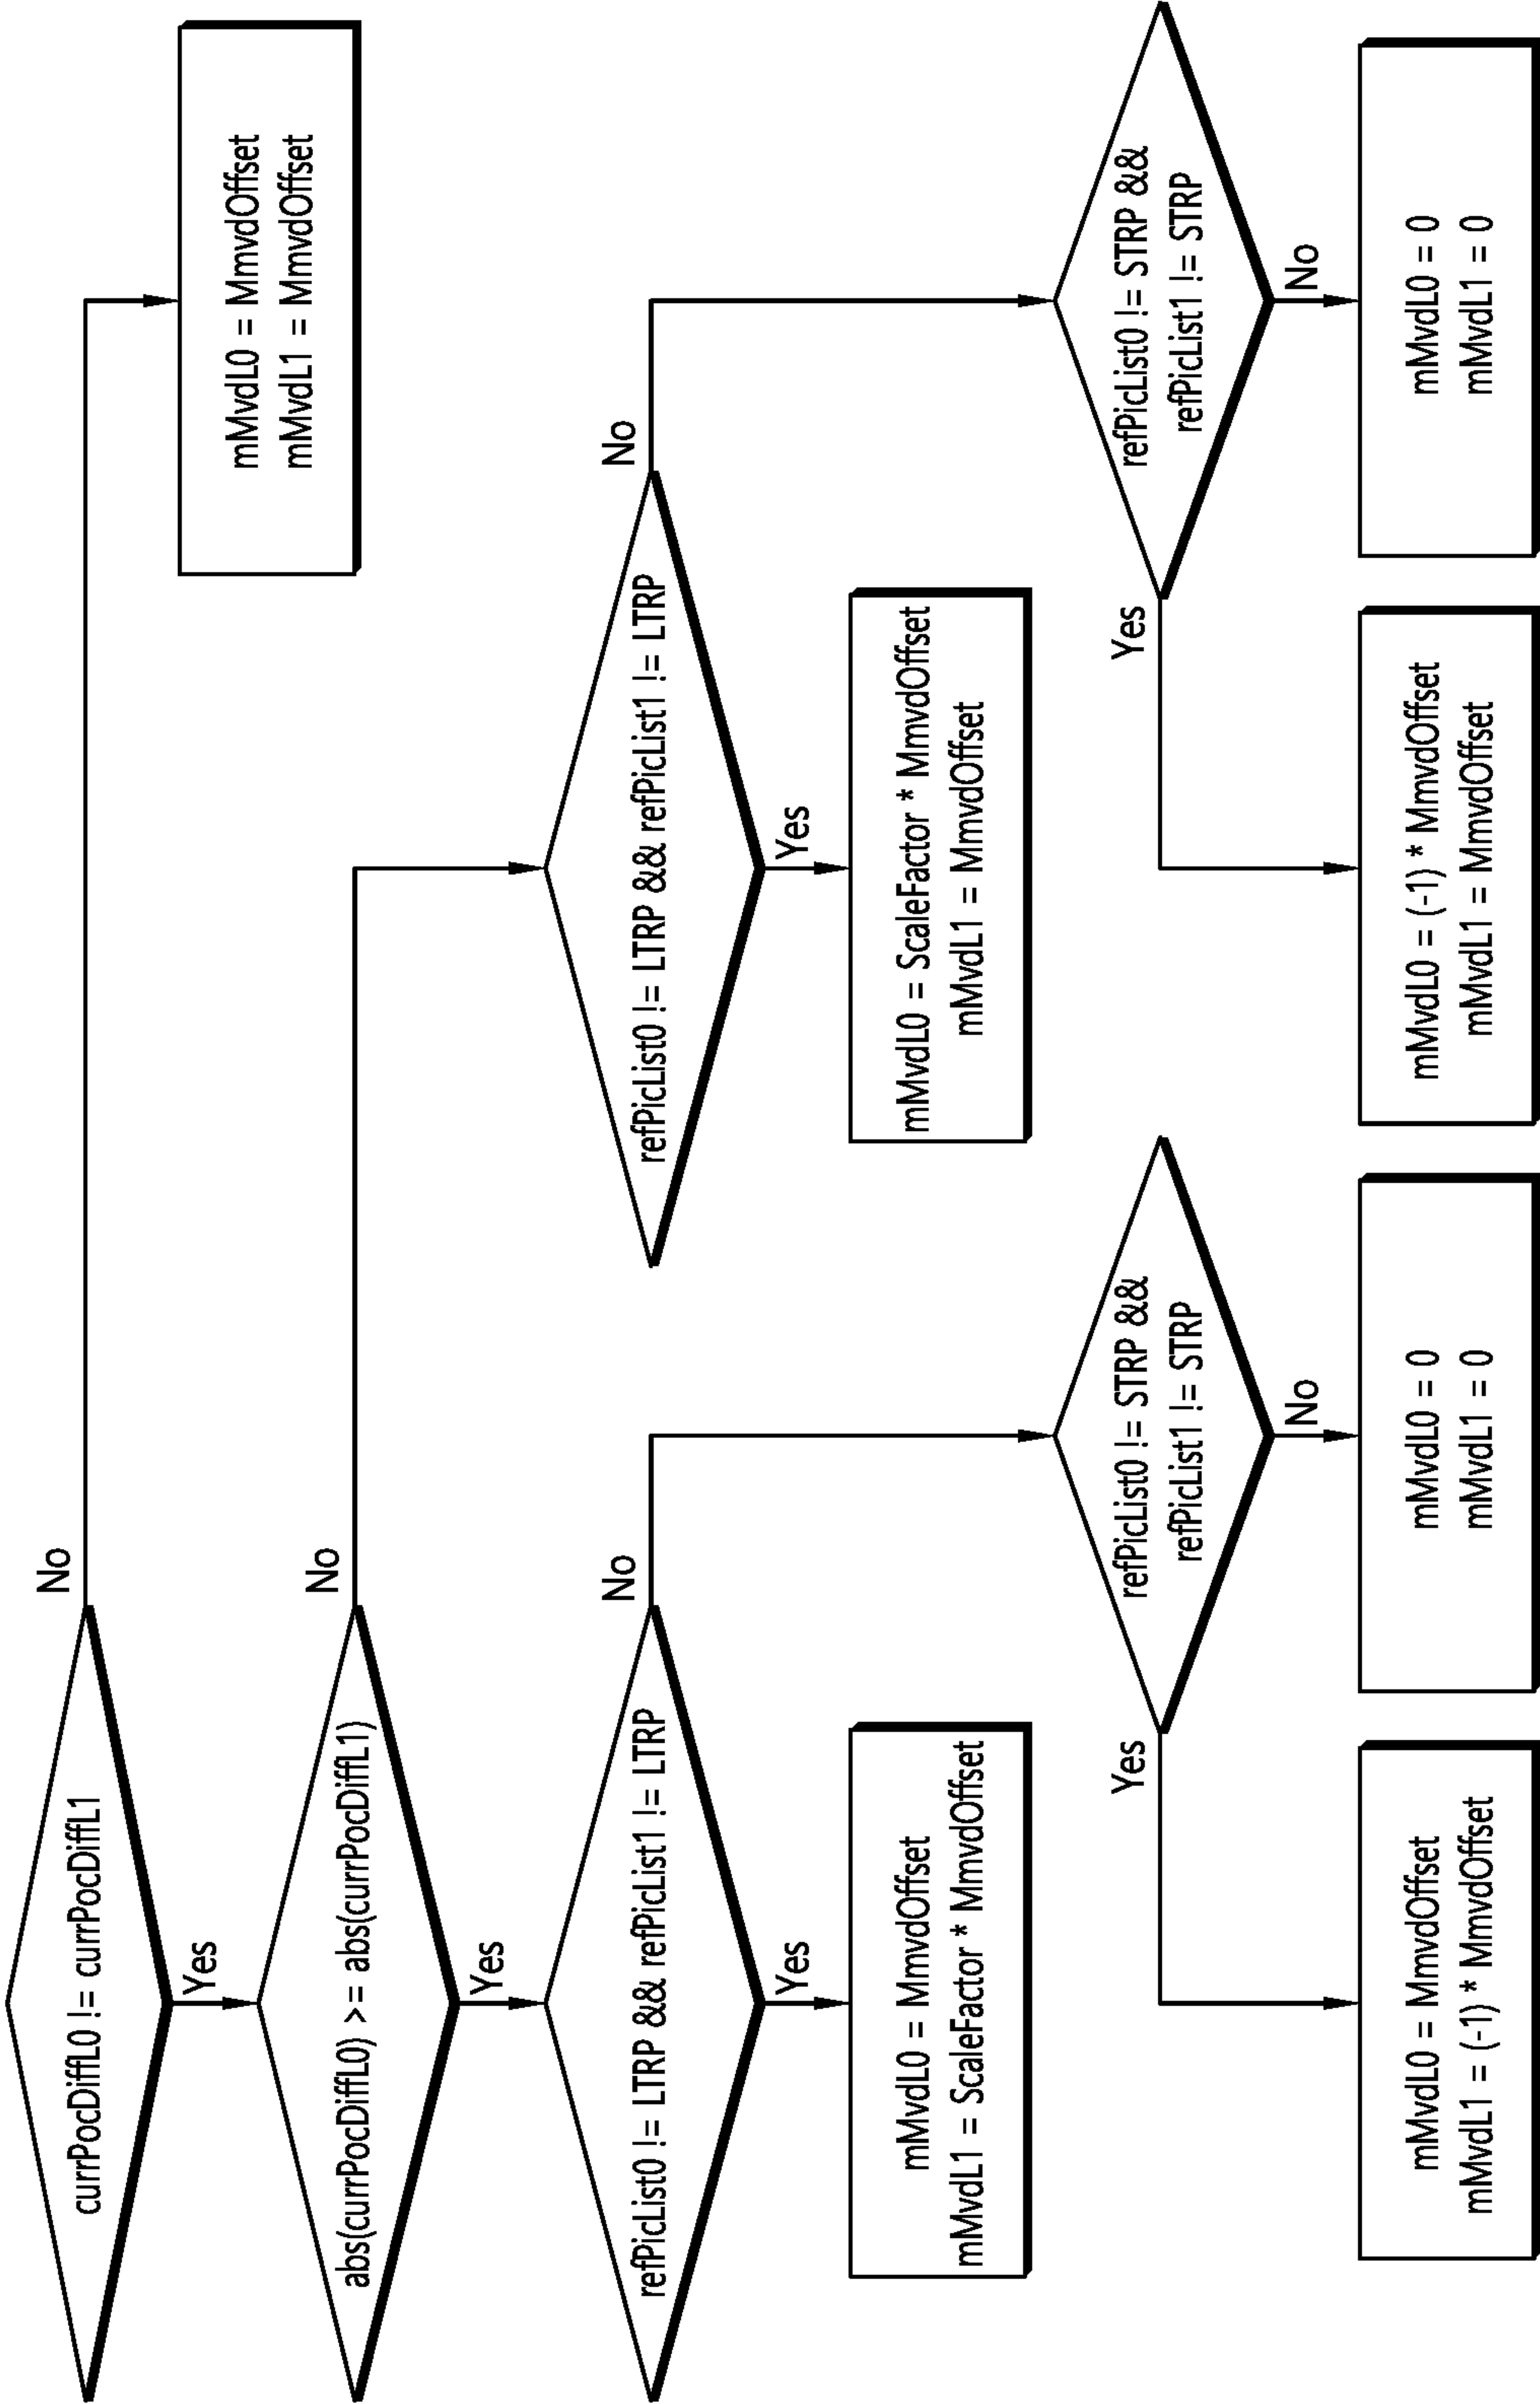 currPocDiffL0 != currPocDiffL1
No
Yes
mMvdL0 = MmvdOffset
mMvdL1 = MmvdOffset
abs(currPocDiffL0) >= abs(currPocDiffL1)
No
Yes
refPicList0 != LTRP && refPicList1 != LTRP
No
Yes
refPicList0 != LTRP && refPicList1 != LTRP
No
Yes
mMvdL0 = MmvdOffset
mMvdL1 = ScaleFactor * MmvdOffset
mMvdL0 = ScaleFactor * MmvdOffset
mMvdL1 = MmvdOffset
refPicList0 != STRP &&
refPicList1 != STRP
Yes
No
refPicList0 != STRP &&
refPicList1 != STRP
Yes
No
mMvdL0 = MmvdOffset
mMvdL1 = (-1) * MmvdOffset
mMvdL0 = 0
mMvdL1 = 0
mMvdL0 = (-1) * MmvdOffset
mMvdL1 = MmvdOffset
mMvdL0 = 0
mMvdL1 = 0